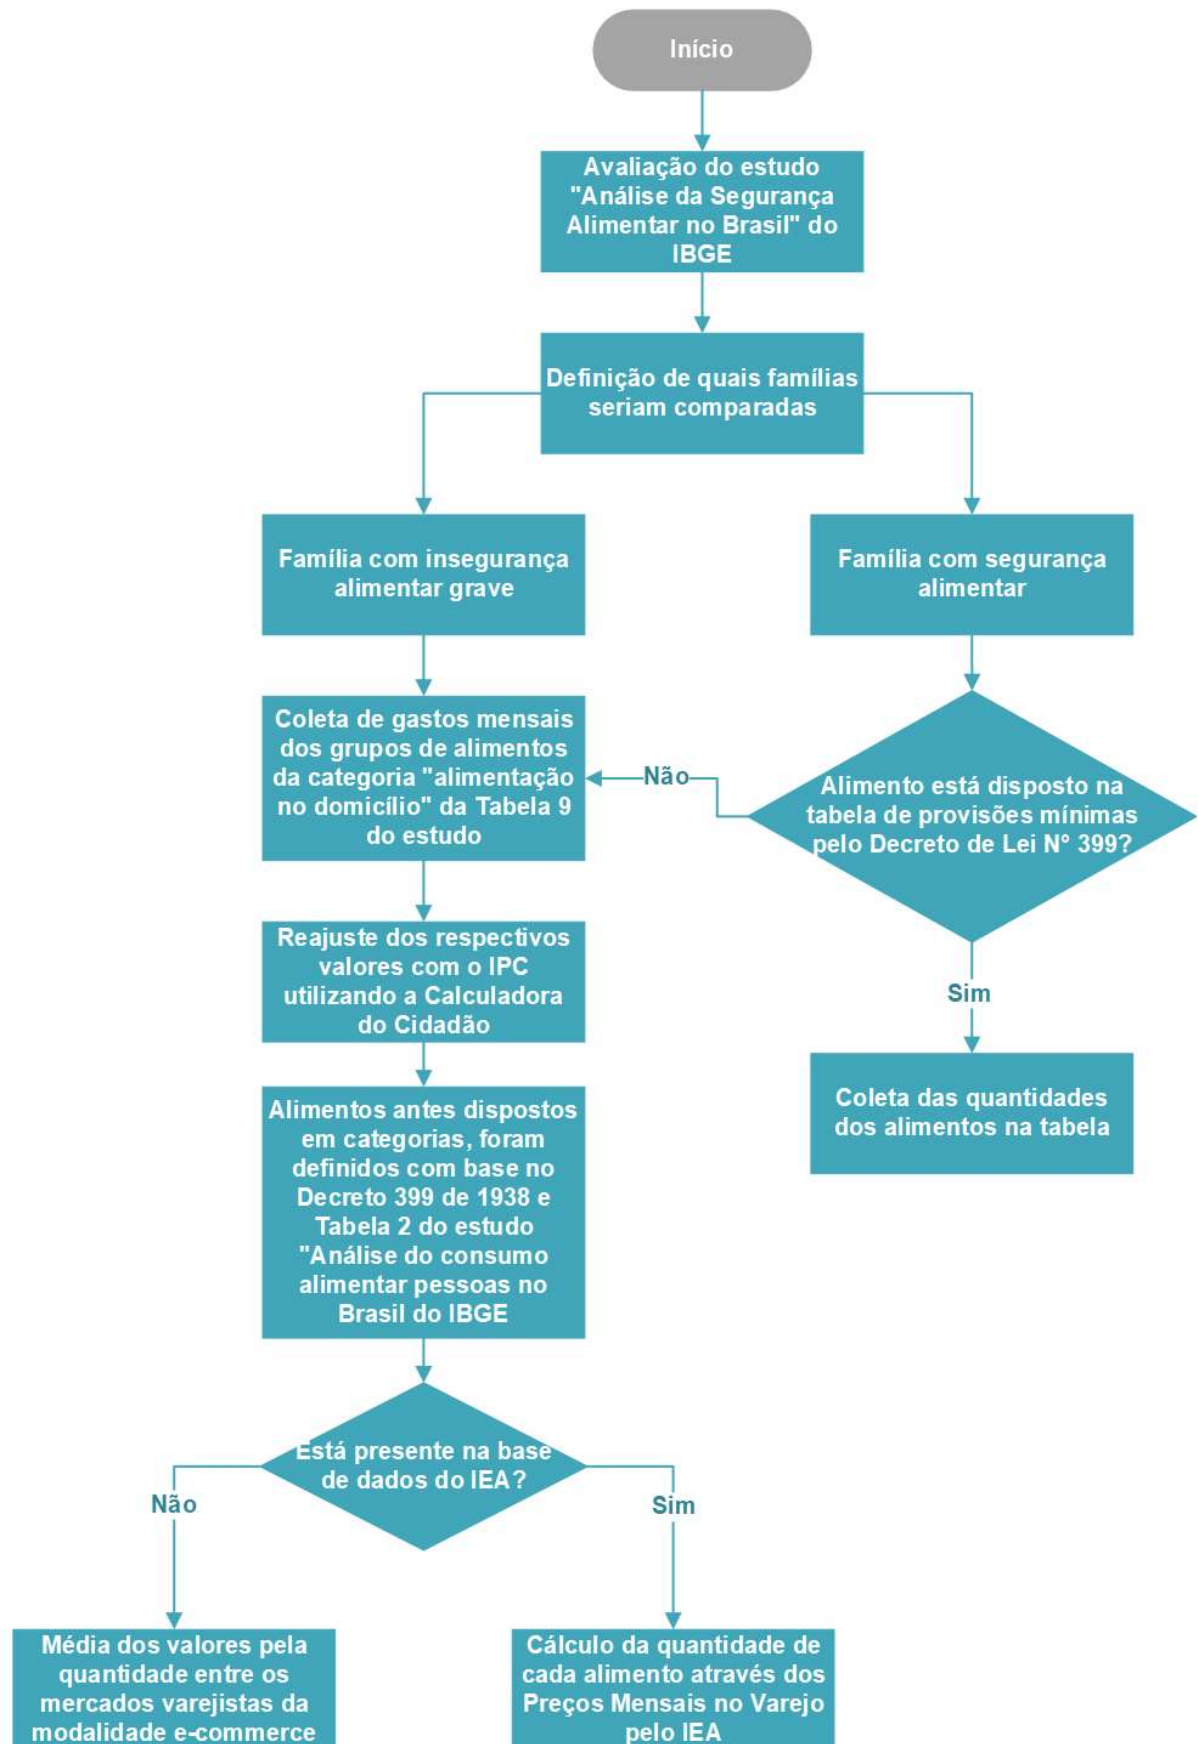 Início
Avaliação do estudo
"Análise da Segurança
Alimentar no Brasil" do
IBGE
Definição de quais famílias
seriam comparadas
Família com insegurança
alimentar grave
Família com segurança
alimentar
Coleta de gastos mensais
dos grupos de alimentos
da categoria "alimentação
no domicílio" da Tabela 9
do estudo
Não
Alimento está disposto na
tabela de provisões mínimas
pelo Decreto de Lei N° 399?
Reajuste dos respectivos
valores com o IPC
utilizando a Calculadora
do Cidadão
Sim
Coleta das quantidades
dos alimentos na tabela
Alimentos antes dispostos
em categorias, foram
definidos com base no
Decreto 399 de 1938 e
Tabela 2 do estudo
"Análise do consumo
alimentar pessoas no
Brasil do IBGE
Está presente na base
de dados do IEA?
Não
Sim
Média dos valores pela
quantidade entre os
mercados varejistas da
modalidade e-commerce
Cálculo da quantidade de
cada alimento através dos
Preços Mensais no Varejo
pelo IEA